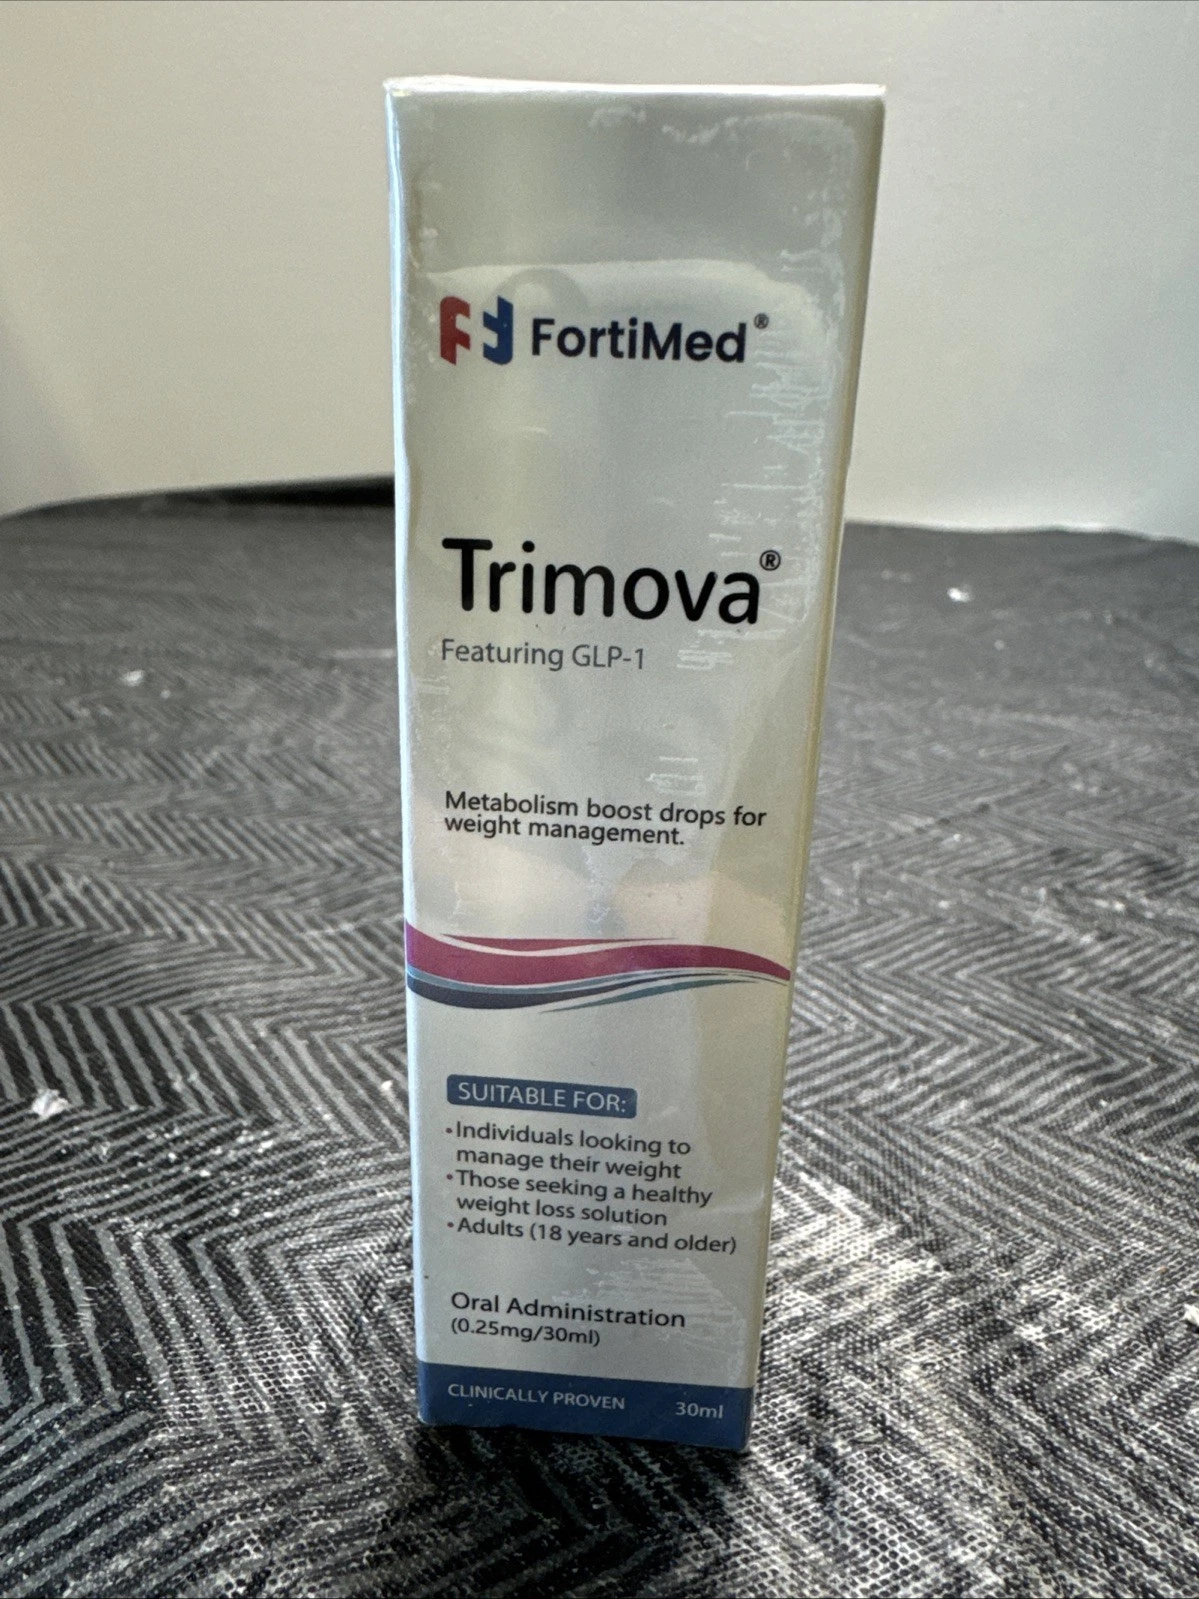 FortiMed®
Trimova®
Featuring GLP-1
Metabolism boost drops for
weight management.
SUITABLE FOR:
•Individuals looking to
manage their weight
•Those seeking a healthy
weight loss solution
•Adults (18 years and older)
Oral Administration
(0.25mg/30ml)
CLINICALLY PROVEN 30ml